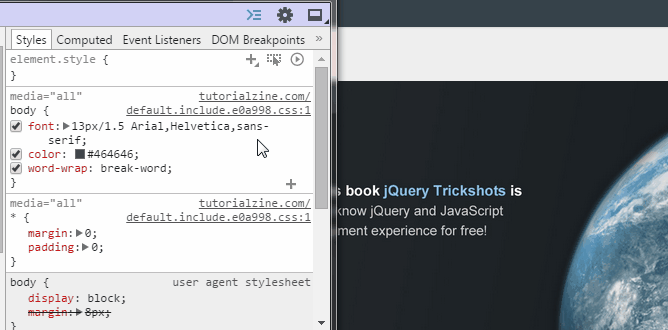 Styles Computed Event Listeners DOM Breakpoints »
element.style {
}
media="all" tutorialzine.com/
body { default.include.e0a998.css:1
font: 13px/1.5 Arial,Helvetica,sans-
serif;
color: #464646;
word-wrap: break-word;
}
media="all" tutorialzine.com/
* { default.include.e0a998.css:1
margin: 0;
padding: 0;
}
body { user agent stylesheet
display: block;
margin: 8px;
}
book jQuery Trickshots is
know jQuery and JavaScript
experience for free!